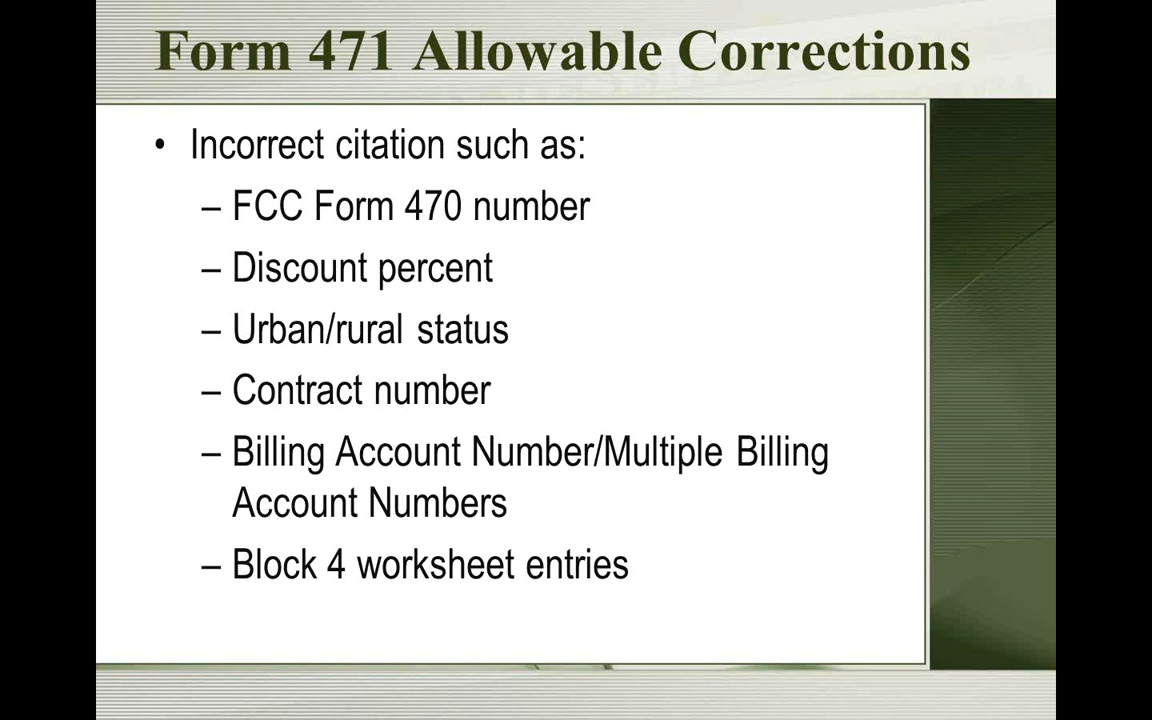 Form 471 Allowable Corrections
• Incorrect citation such as:
– FCC Form 470 number
– Discount percent
– Urban/rural status
– Contract number
– Billing Account Number/Multiple Billing
Account Numbers
– Block 4 worksheet entries